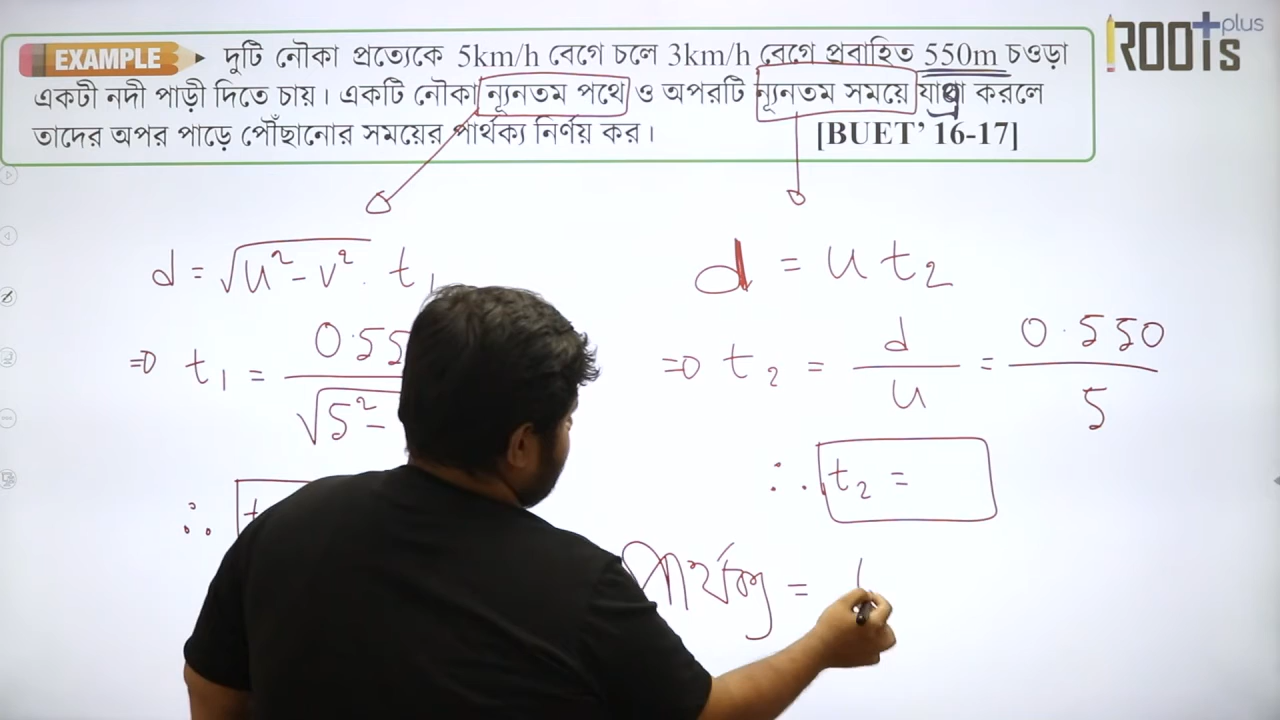 EXAMPLE দুটি নৌকা প্রত্যেকে 5km/h বেগে চলে 3km/h বেগে প্রবাহিত 550m চওড়া
একটী নদী পাড়ী দিতে চায়। একটি নৌকা ন্যূনতম পথে ও অপরটি ন্যূনতম সময়ে যাত্রা করলে
তাদের অপর পাড়ে পৌঁছানোর সময়ের পার্থক্য নির্ণয় কর। [BUET’ 16-17]
ROOTs +plus
d = √u² - v² . t₁
⇒ t₁ = 0.55
√5² -
∴ t
d = u t₂
⇒ t₂ = d/u = 0.550/5
∴ t₂ =
পার্থক্য =